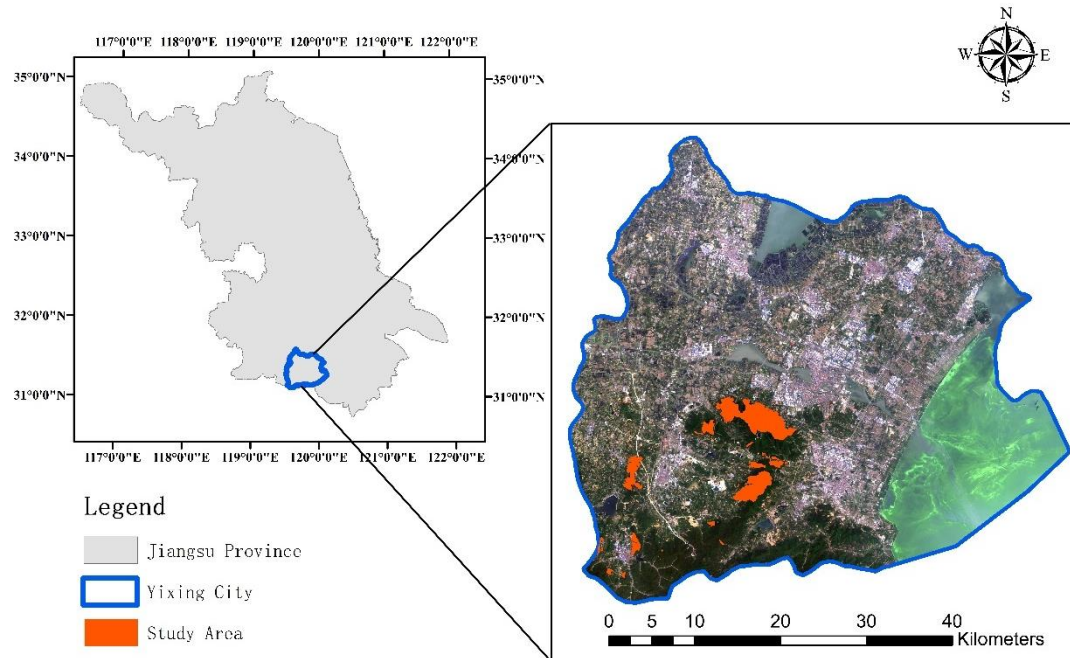 N
W E
S
117°0'0"E 118°0'0"E 119°0'0"E 120°0'0"E 121°0'0"E 122°0'0"E
35°0'0"N 35°0'0"N
34°0'0"N 34°0'0"N
33°0'0"N 33°0'0"N
32°0'0"N 32°0'0"N
31°0'0"N 31°0'0"N
117°0'0"E 118°0'0"E 119°0'0"E 120°0'0"E 121°0'0"E 122°0'0"E
Legend
Jiangsu Province
Yixing City
Study Area
0 5 10 20 30 40
Kilometers